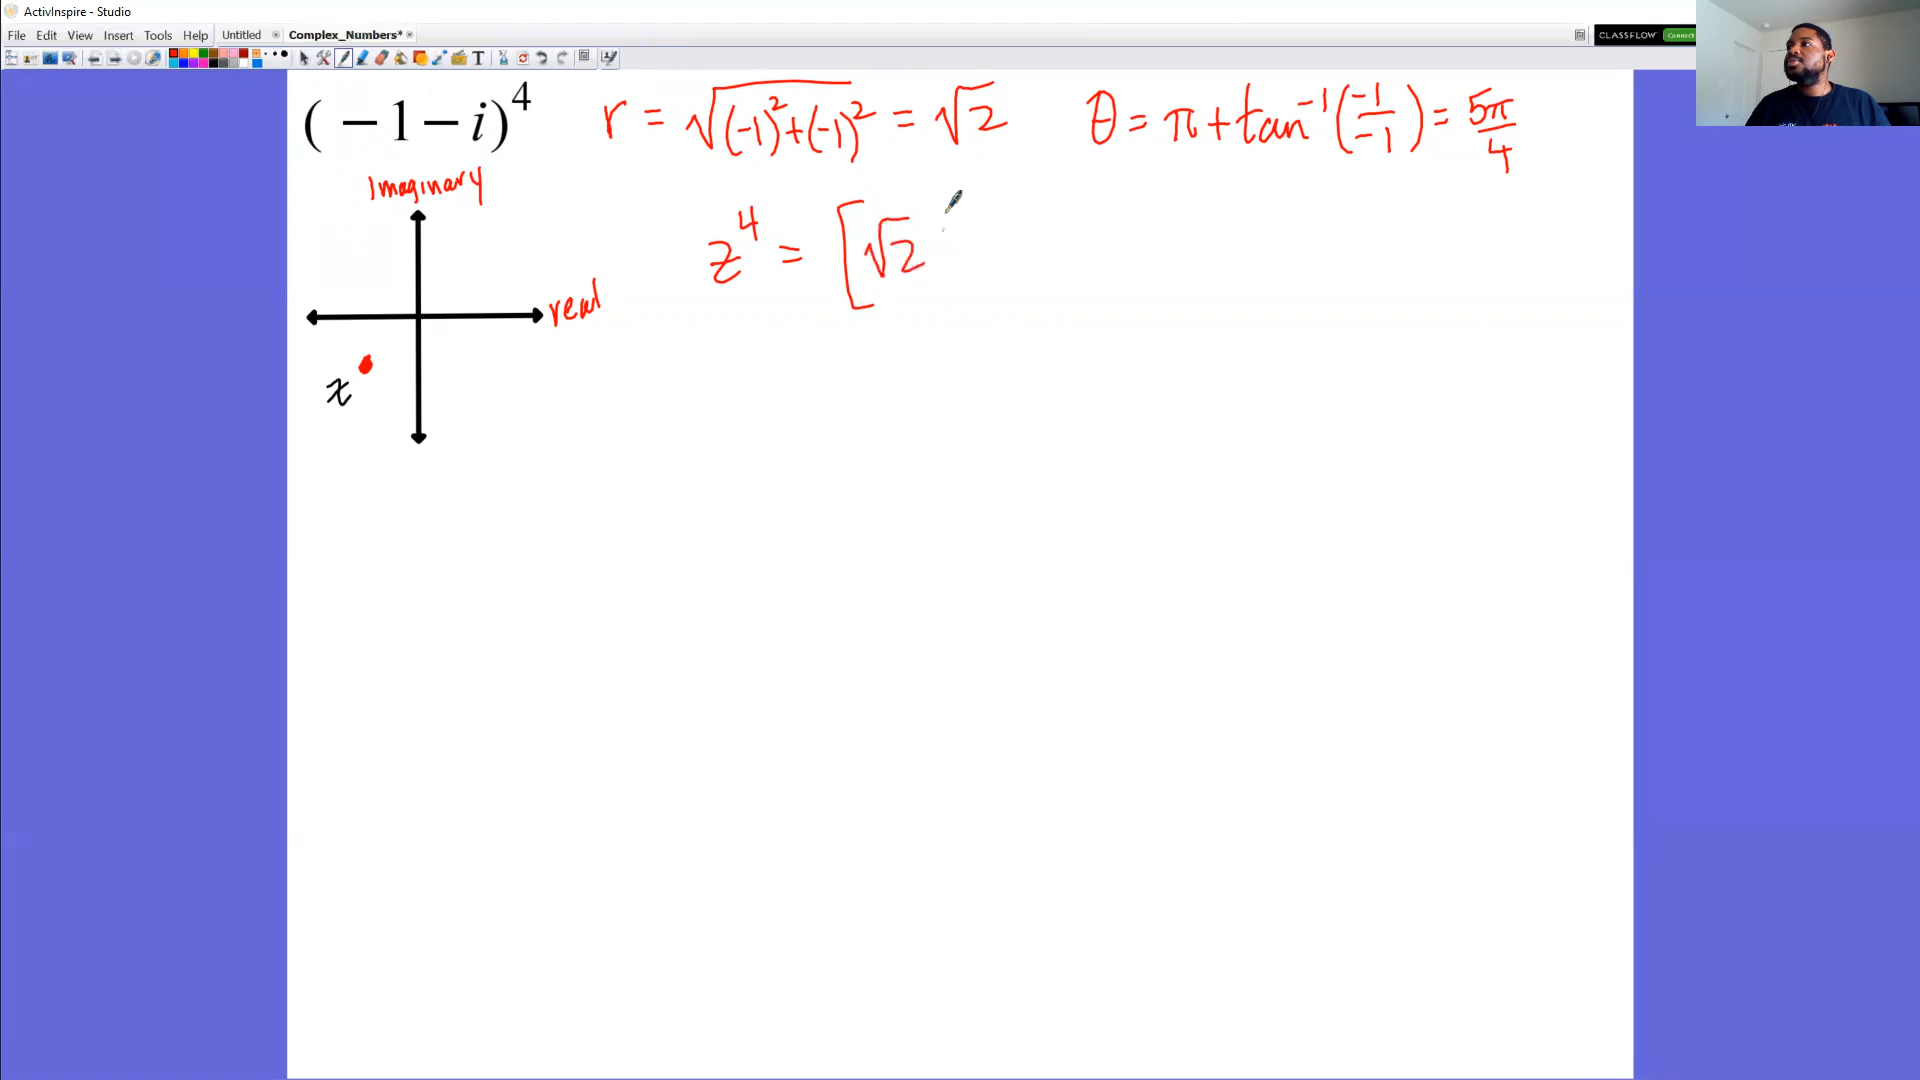 ActivInspire - Studio
File Edit View Insert Tools Help Untitled Complex_Numbers* CLASSFLOW Connect
(−1−i)^4 r = √((-1)^2+(-1)^2) = √2 θ = π + tan^-1(-1/-1) = 5π/4
Imaginary
z^4 = [√2
real
z